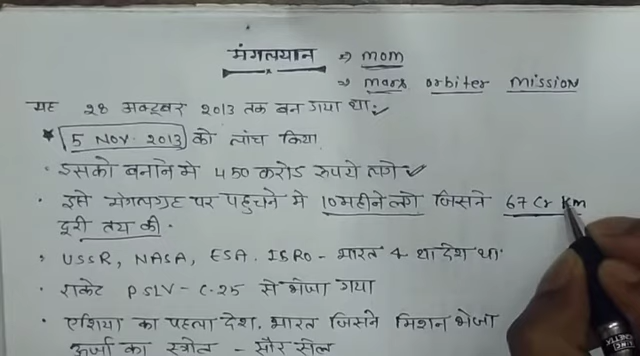 मंगलयान → mom
→ mars orbiter mission
यह 28 अक्टूबर 2013 तक बन गया था
* 5 NOV. 2013 को लांच किया
· इसको बनाने मे 450 करोड रुपये लगे
· इसे मंगलग्रह पर पहुचने मे 10 महीने लगे जिसने 67 Cr Km
दूरी तय की.
· USSR, NASA, ESA. ISRO - भारत 4 था देश था.
· राकेट PSLV - C-25 से भेजा गया
· एशिया का पहला देश. भारत जिसने मिशन भेजा
ऊर्जा का स्त्रोत - सौर सेल